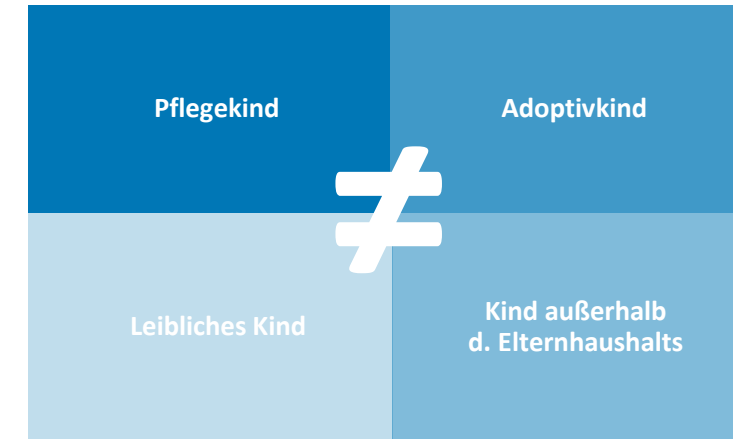 Pflegekind
Adoptivkind
≠
Leibliches Kind
Kind außerhalb
d. Elternhaushalts